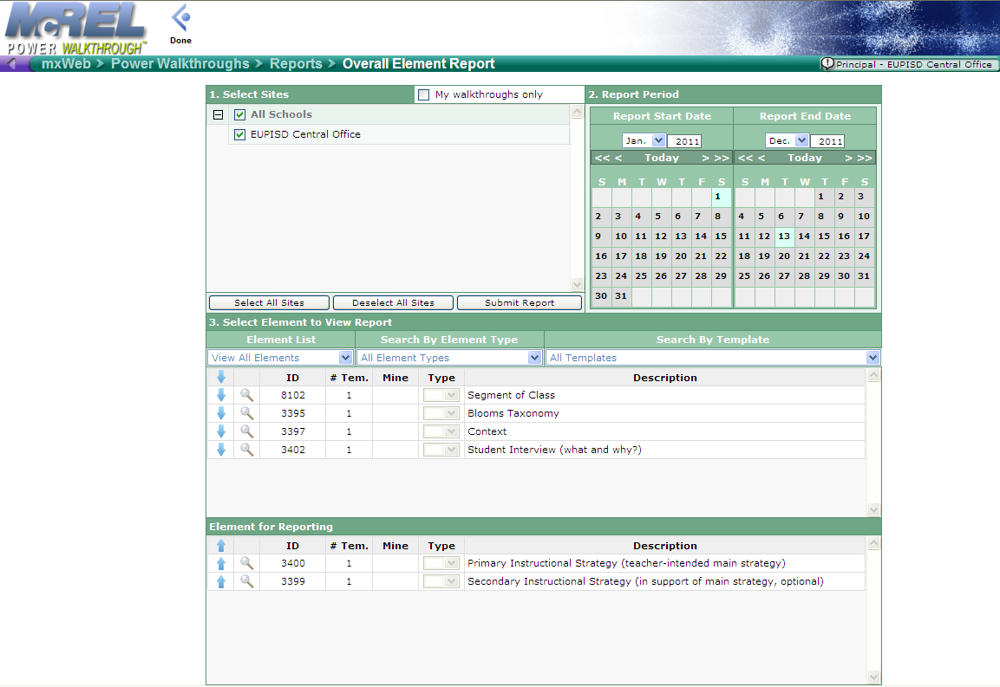 McREL
POWER WALKTHROUGH™
Done
mxWeb > Power Walkthroughs > Reports > Overall Element Report
Principal - EUPISD Central Office
1. Select Sites
My walkthroughs only
All Schools
EUPISD Central Office
Select All Sites Deselect All Sites Submit Report
2. Report Period
Report Start Date Report End Date
Jan. 2011 Dec. 2011
<< < Today > >> << < Today > >>
S M T W T F S S M T W T F S
1 1 2 3
2 3 4 5 6 7 8 4 5 6 7 8 9 10
9 10 11 12 13 14 15 11 12 13 14 15 16 17
16 17 18 19 20 21 22 18 19 20 21 22 23 24
23 24 25 26 27 28 29 25 26 27 28 29 30 31
30 31
3. Select Element to View Report
Element List Search By Element Type Search By Template
View All Elements All Element Types All Templates
ID # Tem. Mine Type Description
8102 1 Segment of Class
3395 1 Blooms Taxonomy
3397 1 Context
3402 1 Student Interview (what and why?)
Element for Reporting
ID # Tem. Mine Type Description
3400 1 Primary Instructional Strategy (teacher-intended main strategy)
3399 1 Secondary Instructional Strategy (in support of main strategy, optional)